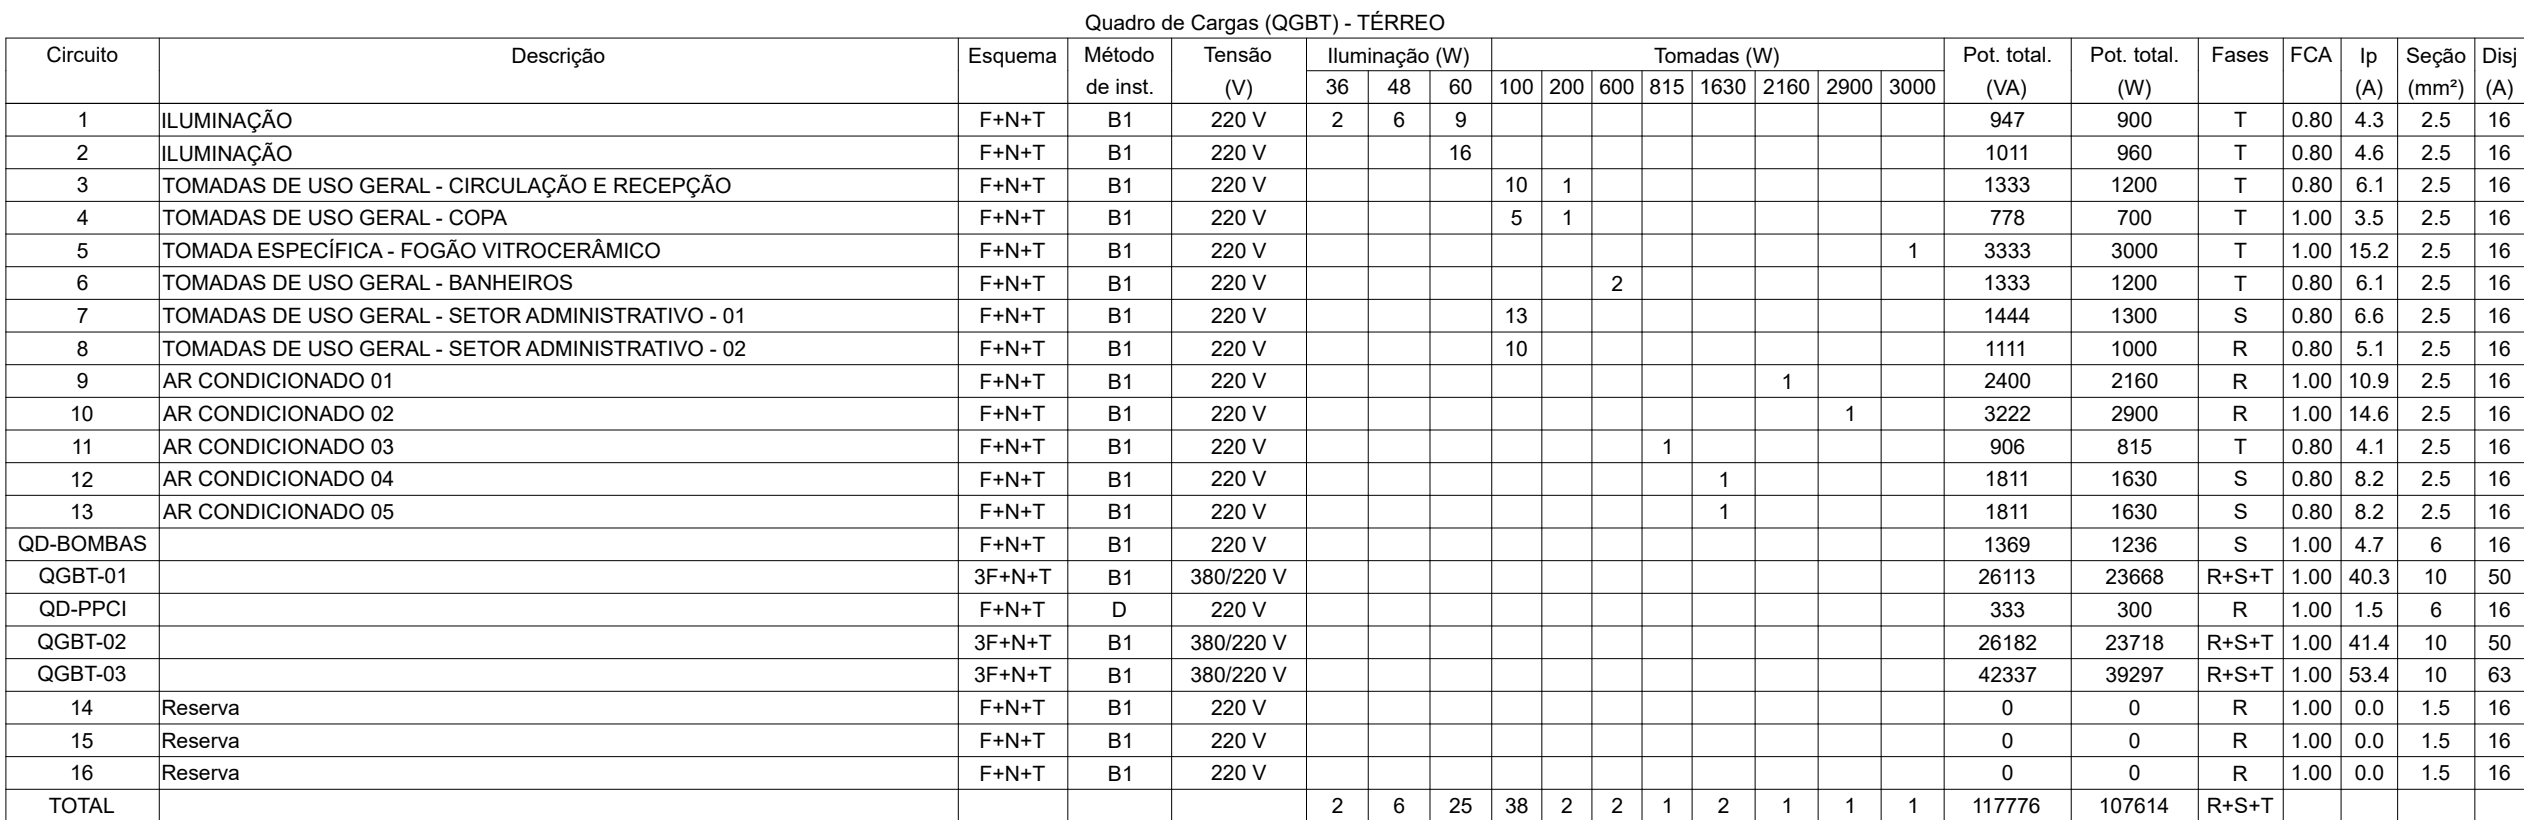 Quadro de Cargas (QGBT) - TÉRREO
Circuito Descrição Esquema Método Tensão Iluminação (W) Tomadas (W) Pot. total. Pot. total. Fases FCA Ip Seção Disj
de inst. (V) 36 48 60 100 200 600 815 1630 2160 2900 3000 (VA) (W) (A) (mm²) (A)
1 ILUMINAÇÃO F+N+T B1 220 V 2 6 9 947 900 T 0.80 4.3 2.5 16
2 ILUMINAÇÃO F+N+T B1 220 V 16 1011 960 T 0.80 4.6 2.5 16
3 TOMADAS DE USO GERAL - CIRCULAÇÃO E RECEPÇÃO F+N+T B1 220 V 10 1 1333 1200 T 0.80 6.1 2.5 16
4 TOMADAS DE USO GERAL - COPA F+N+T B1 220 V 5 1 778 700 T 1.00 3.5 2.5 16
5 TOMADA ESPECÍFICA - FOGÃO VITROCERÂMICO F+N+T B1 220 V 1 3333 3000 T 1.00 15.2 2.5 16
6 TOMADAS DE USO GERAL - BANHEIROS F+N+T B1 220 V 2 1333 1200 T 0.80 6.1 2.5 16
7 TOMADAS DE USO GERAL - SETOR ADMINISTRATIVO - 01 F+N+T B1 220 V 13 1444 1300 S 0.80 6.6 2.5 16
8 TOMADAS DE USO GERAL - SETOR ADMINISTRATIVO - 02 F+N+T B1 220 V 10 1111 1000 R 0.80 5.1 2.5 16
9 AR CONDICIONADO 01 F+N+T B1 220 V 1 2400 2160 R 1.00 10.9 2.5 16
10 AR CONDICIONADO 02 F+N+T B1 220 V 1 3222 2900 R 1.00 14.6 2.5 16
11 AR CONDICIONADO 03 F+N+T B1 220 V 1 906 815 T 0.80 4.1 2.5 16
12 AR CONDICIONADO 04 F+N+T B1 220 V 1 1811 1630 S 0.80 8.2 2.5 16
13 AR CONDICIONADO 05 F+N+T B1 220 V 1 1811 1630 S 0.80 8.2 2.5 16
QD-BOMBAS F+N+T B1 220 V 1369 1236 S 1.00 4.7 6 16
QGBT-01 3F+N+T B1 380/220 V 26113 23668 R+S+T 1.00 40.3 10 50
QD-PPCI F+N+T D 220 V 333 300 R 1.00 1.5 6 16
QGBT-02 3F+N+T B1 380/220 V 26182 23718 R+S+T 1.00 41.4 10 50
QGBT-03 3F+N+T B1 380/220 V 42337 39297 R+S+T 1.00 53.4 10 63
14 Reserva F+N+T B1 220 V 0 0 R 1.00 0.0 1.5 16
15 Reserva F+N+T B1 220 V 0 0 R 1.00 0.0 1.5 16
16 Reserva F+N+T B1 220 V 0 0 R 1.00 0.0 1.5 16
TOTAL 2 6 25 38 2 2 1 2 1 1 1 117776 107614 R+S+T